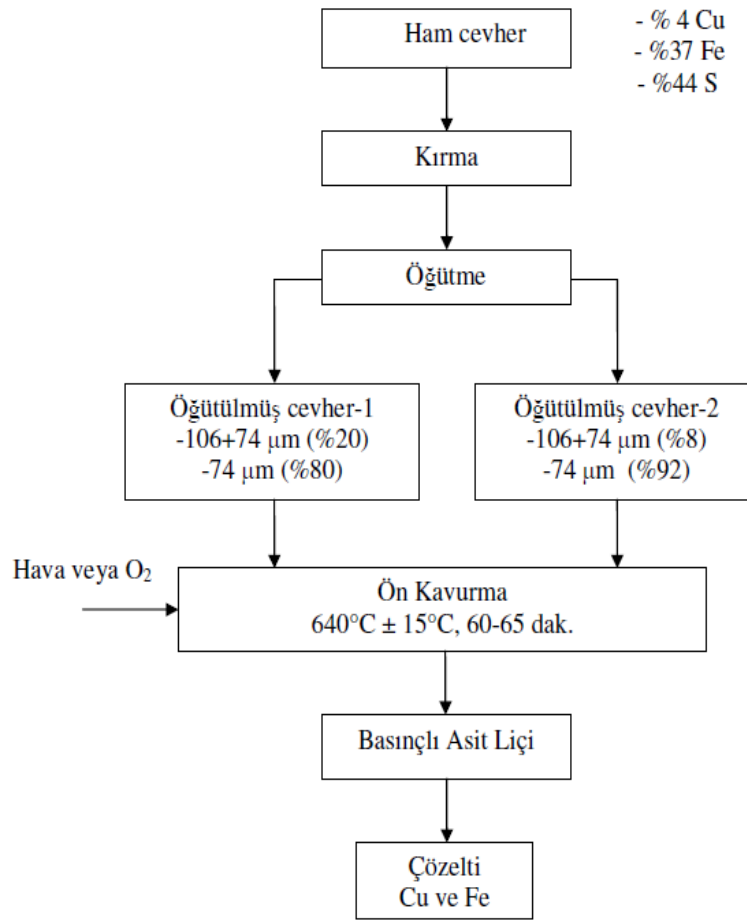 Ham cevher
- % 4 Cu
- %37 Fe
- %44 S
Kırma
Öğütme
Öğütülmüş cevher-1
-106+74 μm (%20)
-74 μm (%80)
Öğütülmüş cevher-2
-106+74 μm (%8)
-74 μm (%92)
Hava veya O₂
Ön Kavurma
640°C ± 15°C, 60-65 dak.
Basınçlı Asit Liçi
Çözelti
Cu ve Fe